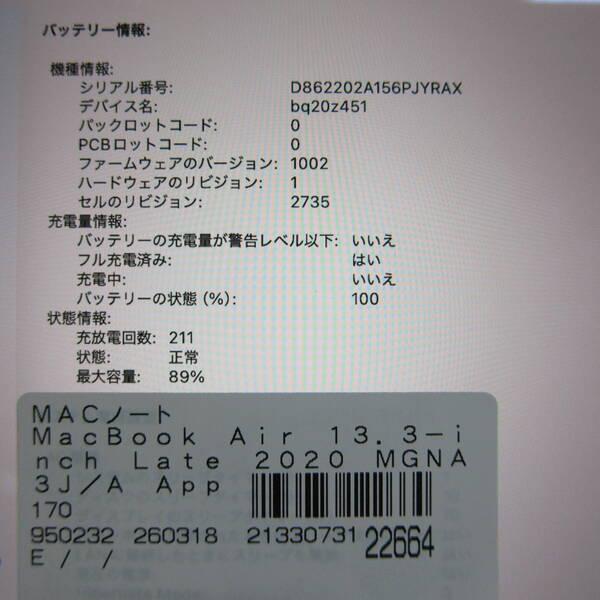 バッテリー情報:
機種情報:
シリアル番号: D862202A156PJYRAX
デバイス名: bq20z451
パックロットコード: 0
PCBロットコード: 0
ファームウェアのバージョン: 1002
ハードウェアのリビジョン: 1
セルのリビジョン: 2735
充電量情報:
バッテリーの充電量が警告レベル以下: いいえ
フル充電済み: はい
充電中: いいえ
バッテリーの状態 (%): 100
状態情報:
充放電回数: 211
状態: 正常
最大容量: 89%
MACノート
MacBook Air 13.3-i
nch Late 2020 MGNA
3J/A App
170
950232 260318 21330731 22664
E / /